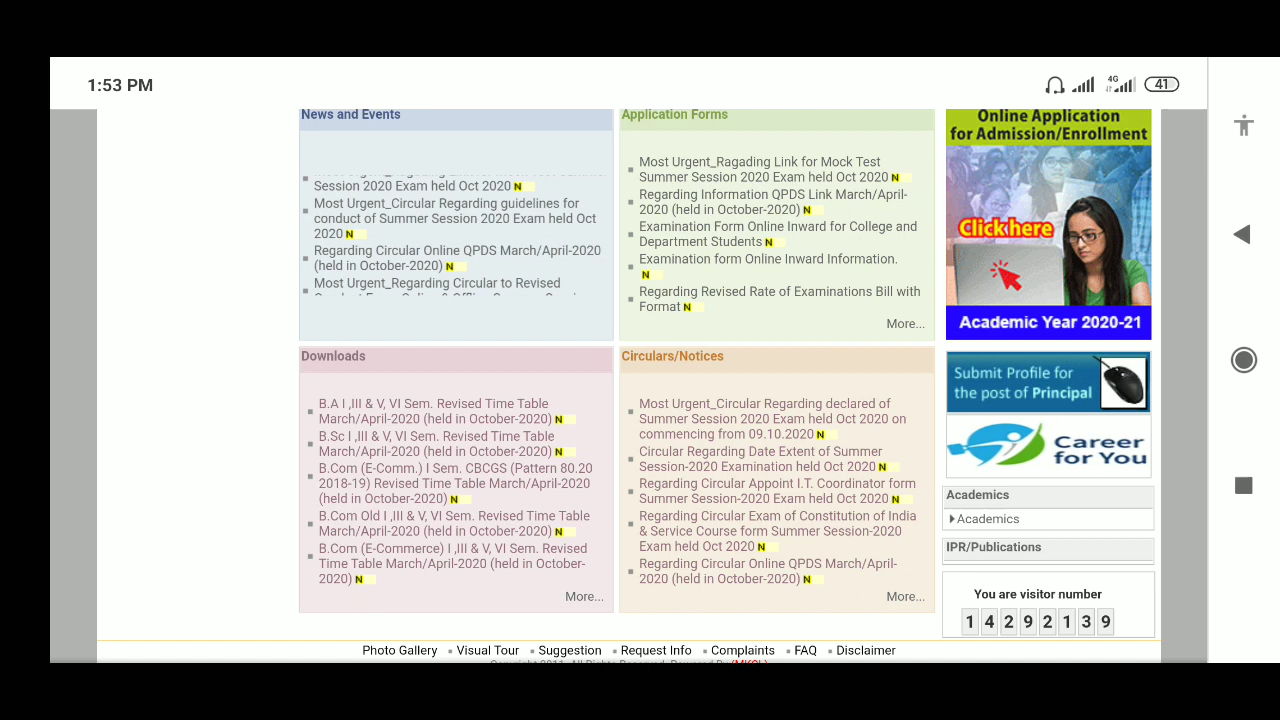 1:53 PM
4G
41
News and Events
Session 2020 Exam held Oct 2020 N
Most Urgent_Circular Regarding guidelines for
conduct of Summer Session 2020 Exam held Oct
2020 N
Regarding Circular Online QPDS March/April-2020
(held in October-2020) N
Most Urgent_Regarding Circular to Revised
Application Forms
Most Urgent_Ragading Link for Mock Test
Summer Session 2020 Exam held Oct 2020 N
Regarding Information QPDS Link March/April-
2020 (held in October-2020) N
Examination Form Online Inward for College and
Department Students N
Examination form Online Inward Information.
N
Regarding Revised Rate of Examinations Bill with
Format N
More...
Online Application
for Admission/Enrollment
Click here
Academic Year 2020-21
Downloads
B.A I ,III & V, VI Sem. Revised Time Table
March/April-2020 (held in October-2020) N
B.Sc I ,III & V, VI Sem. Revised Time Table
March/April-2020 (held in October-2020) N
B.Com(E-Comm.) I Sem. CBCGS (Pattern 80.20
2018-19) Revised Time Table March/April-2020
(held in October-2020) N
B.Com Old I ,III & V, VI Sem. Revised Time Table
March/April-2020 (held in October-2020) N
B.Com (E-Commerce) I ,III & V, VI Sem. Revised
Time Table March/April-2020 (held in October-
2020) N
More...
Circulars/Notices
Most Urgent_Circular Regarding declared of
Summer Session 2020 Exam held Oct 2020 on
commencing from 09.10.2020 N
Circular Regarding Date Extent of Summer
Session-2020 Examination held Oct 2020 N
Regarding Circular Appoint I.T. Coordinator form
Summer Session-2020 Exam held Oct 2020 N
Regarding Circular Exam of Constitution of India
& Service Course form Summer Session-2020
Exam held Oct 2020 N
Regarding Circular Online QPDS March/April-
2020 (held in October-2020) N
More...
Submit Profile for
the post of Principal
Career
for You
Academics
Academics
IPR/Publications
You are visitor number
1 4 2 9 2 1 3 9
Photo Gallery Visual Tour Suggestion Request Info Complaints FAQ Disclaimer